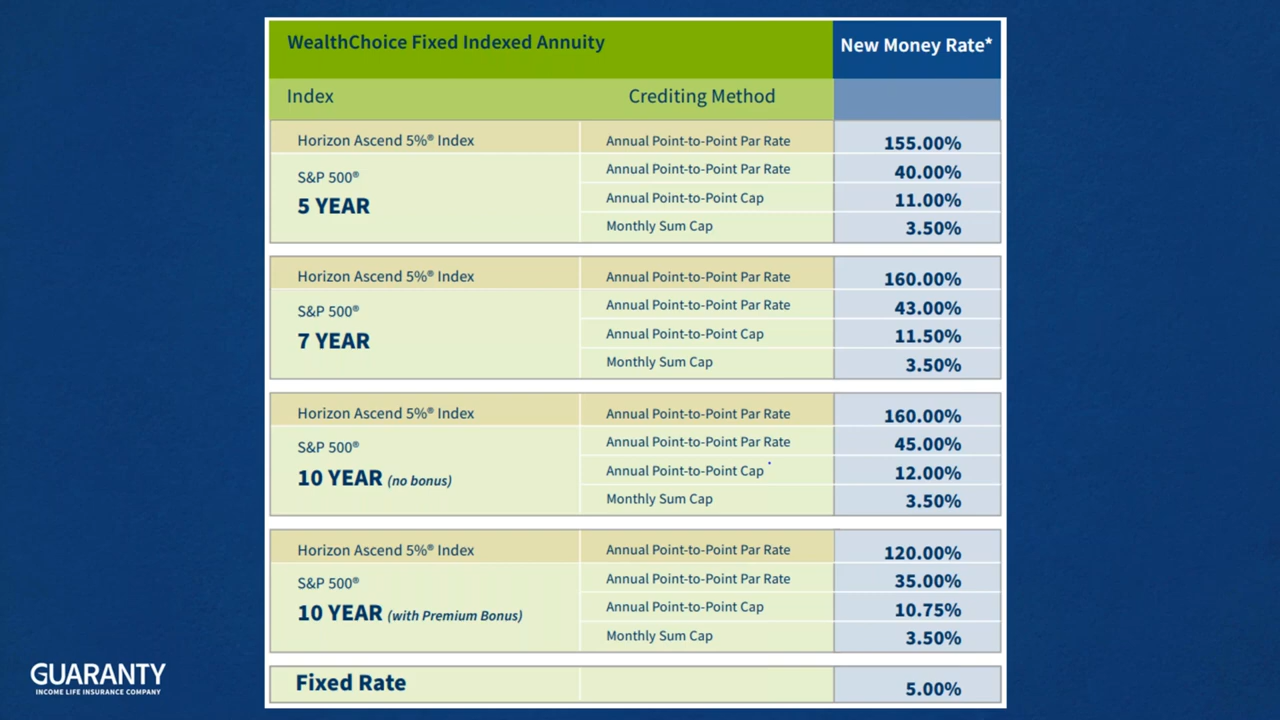 WealthChoice Fixed Indexed Annuity New Money Rate*
Index Crediting Method
Horizon Ascend 5%® Index Annual Point-to-Point Par Rate 155.00%
S&P 500® Annual Point-to-Point Par Rate 40.00%
5 YEAR Annual Point-to-Point Cap 11.00%
Monthly Sum Cap 3.50%
Horizon Ascend 5%® Index Annual Point-to-Point Par Rate 160.00%
S&P 500® Annual Point-to-Point Par Rate 43.00%
7 YEAR Annual Point-to-Point Cap 11.50%
Monthly Sum Cap 3.50%
Horizon Ascend 5%® Index Annual Point-to-Point Par Rate 160.00%
S&P 500® Annual Point-to-Point Par Rate 45.00%
10 YEAR (no bonus) Annual Point-to-Point Cap 12.00%
Monthly Sum Cap 3.50%
Horizon Ascend 5%® Index Annual Point-to-Point Par Rate 120.00%
S&P 500® Annual Point-to-Point Par Rate 35.00%
10 YEAR (with Premium Bonus) Annual Point-to-Point Cap 10.75%
Monthly Sum Cap 3.50%
Fixed Rate 5.00%
GUARANTY
INCOME LIFE INSURANCE COMPANY